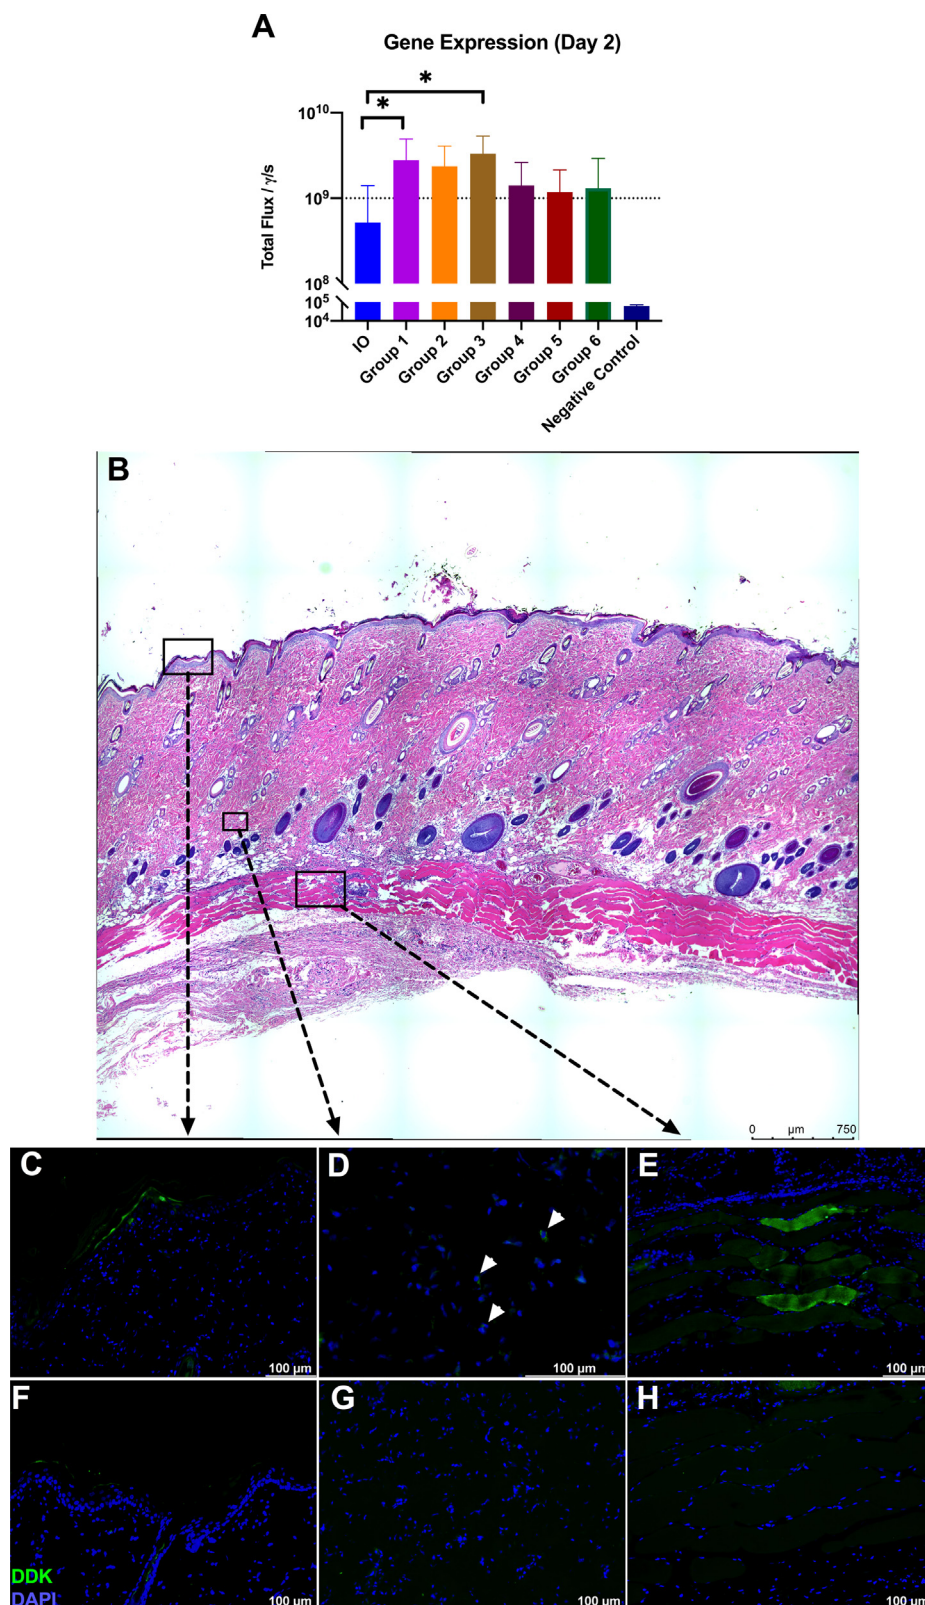 A
Gene Expression (Day 2)
*
*
Total Flux / γ/s
10¹⁰
10⁹
10⁸
10⁵
10⁴
IO
Group 1
Group 2
Group 3
Group 4
Group 5
Group 6
Negative Control
B
0 µm 750
C
D
E
100 µm
100 µm
100 µm
F
G
H
DDK
DAPI
100 µm
100 µm
100 µm